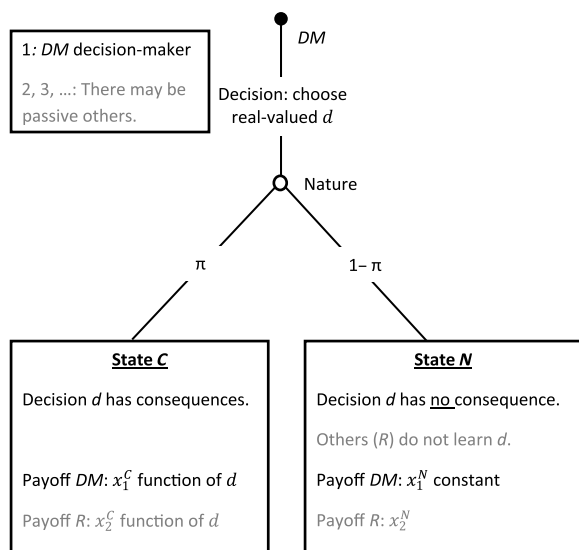 DM
1: DM decision-maker
2, 3, …: There may be
passive others.
Decision: choose
real-valued d
Nature
π
1− π
State C
Decision d has consequences.
Payoff DM: x₁ᶜ function of d
Payoff R: x₂ᶜ function of d
State N
Decision d has no consequence.
Others (R) do not learn d.
Payoff DM: x₁ᴺ constant
Payoff R: x₂ᴺ